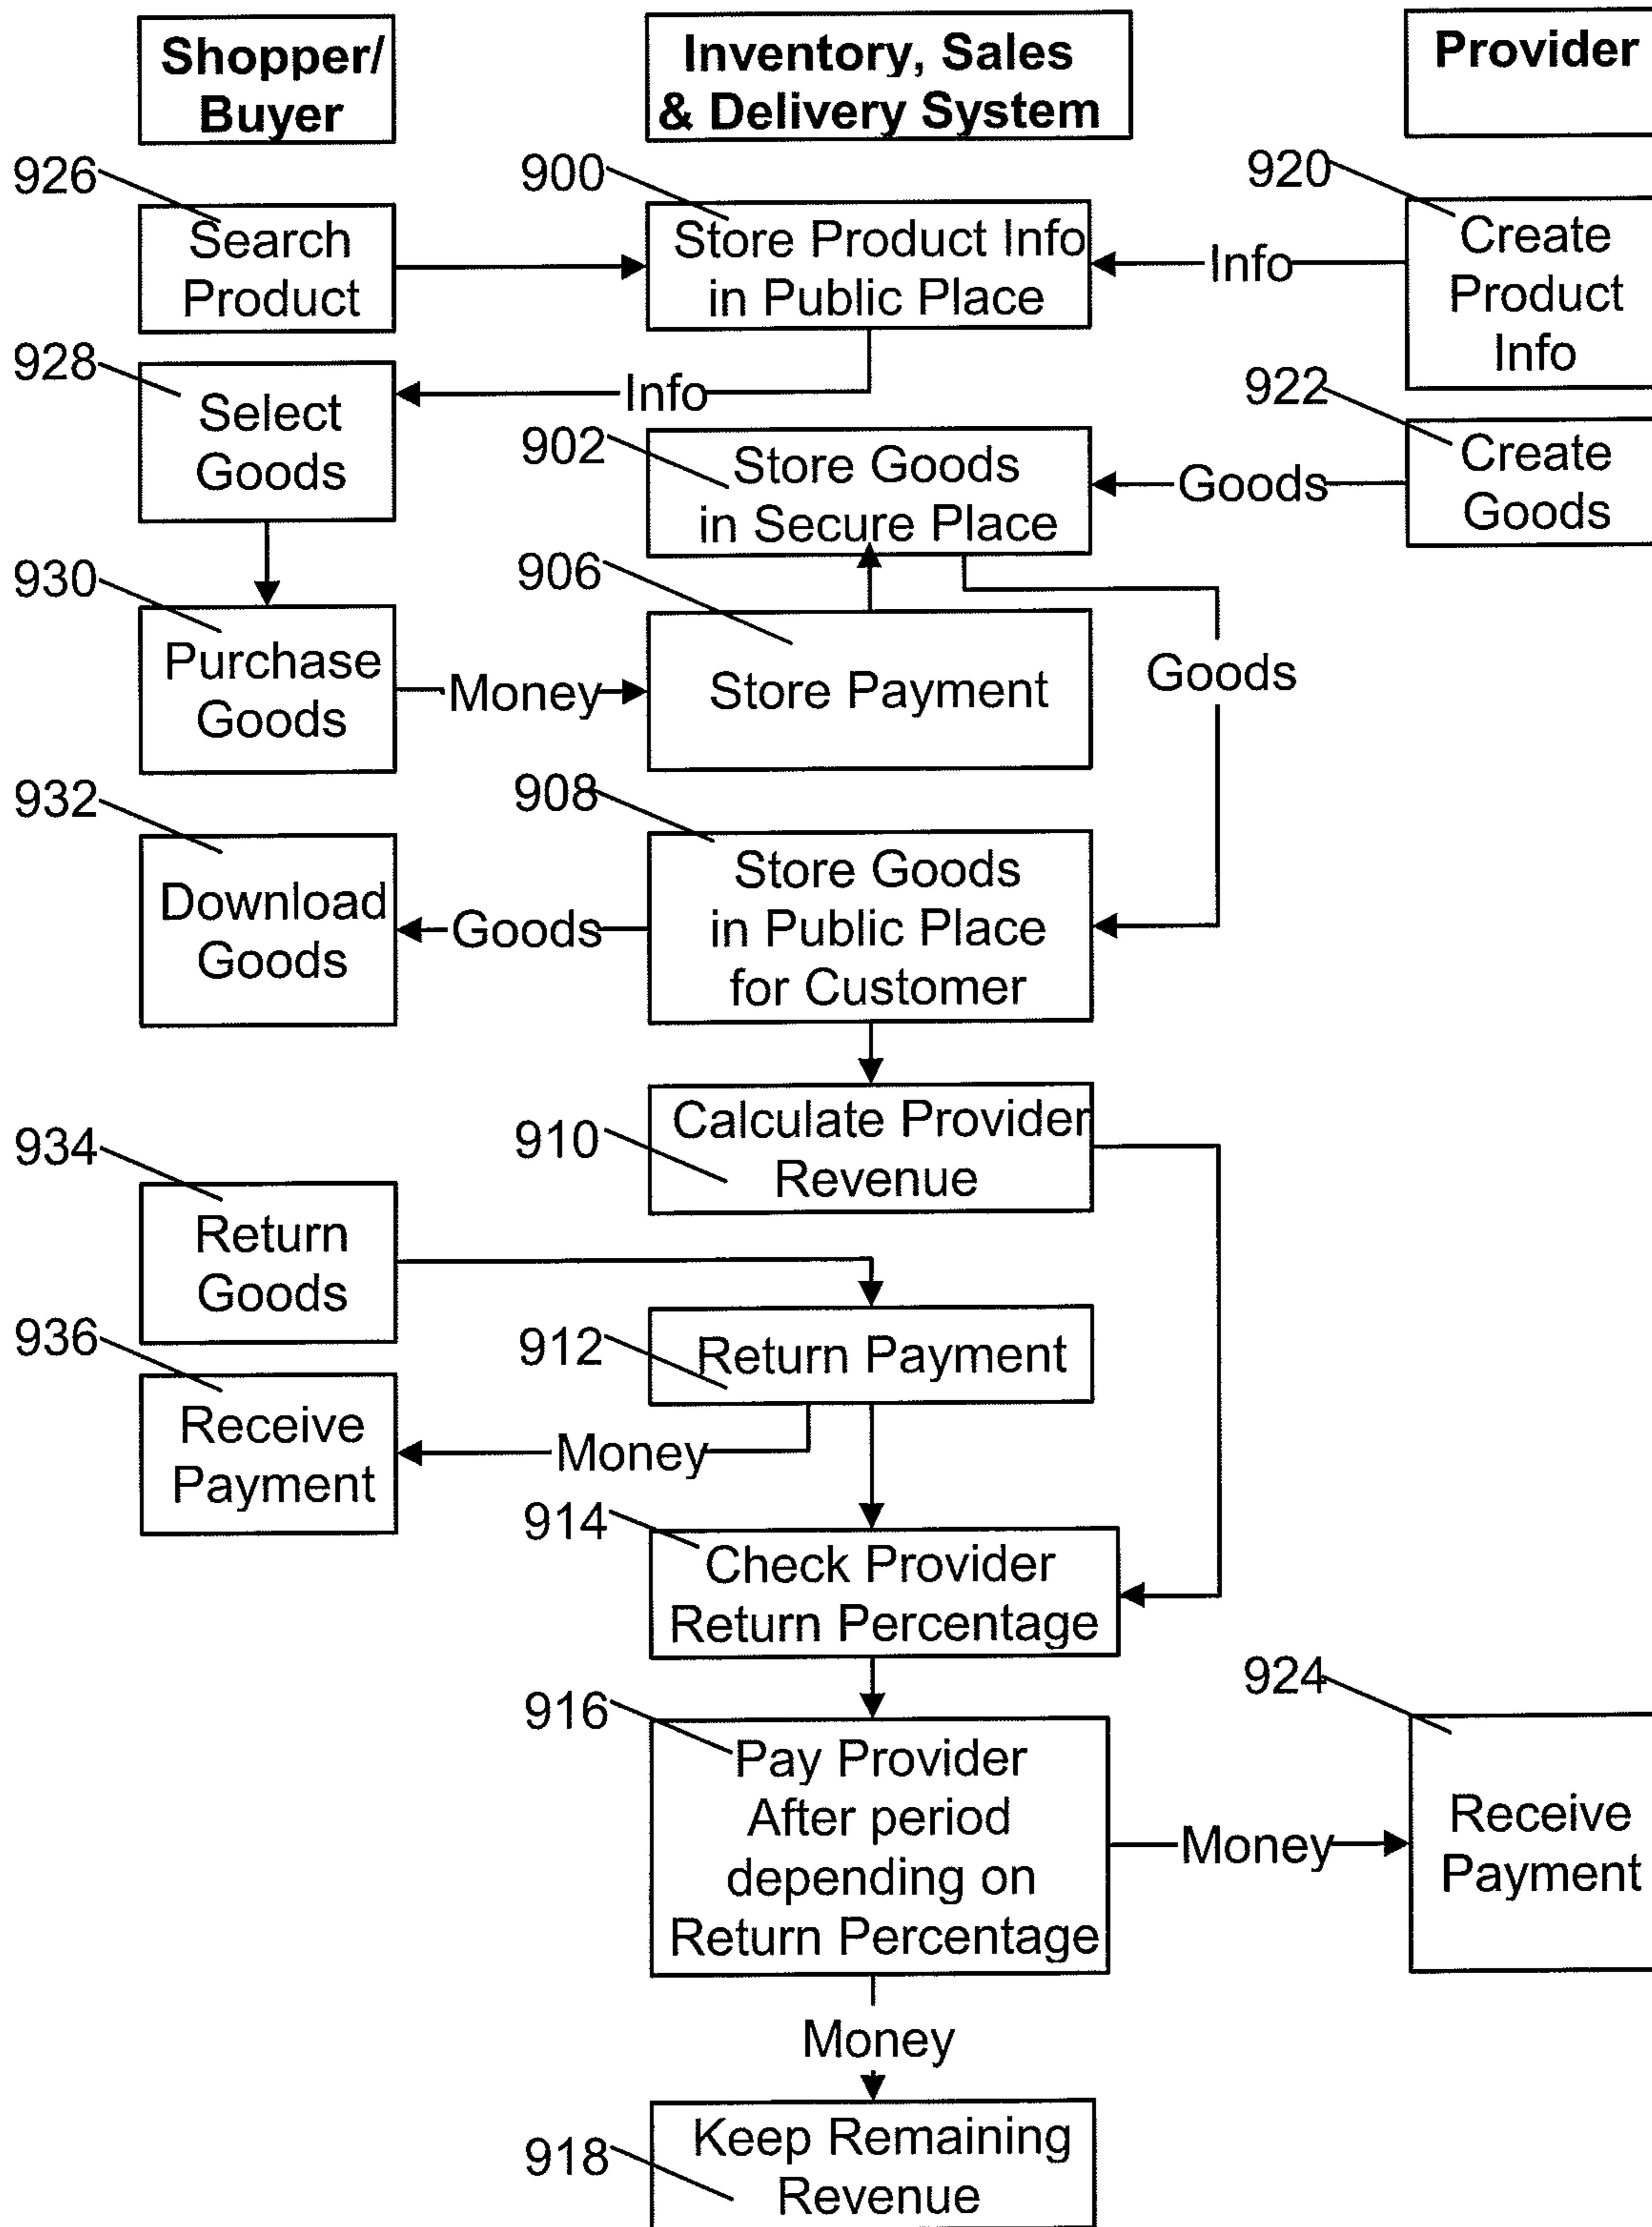 Shopper/
Buyer
Inventory, Sales
& Delivery System
Provider
926
900
920
Search
Product
Store Product Info
in Public Place
Info
Create
Product
Info
928
Select
Goods
Info
922
902
Store Goods
in Secure Place
Goods
Create
Goods
930
906
Purchase
Goods
Money
Store Payment
Goods
932
908
Download
Goods
Goods
Store Goods
in Public Place
for Customer
910
Calculate Provider
Revenue
934
Return
Goods
936
912
Return Payment
Receive
Payment
Money
914
Check Provider
Return Percentage
924
916
Pay Provider
After period
depending on
Return Percentage
Money
Receive
Payment
Money
918
Keep Remaining
Revenue